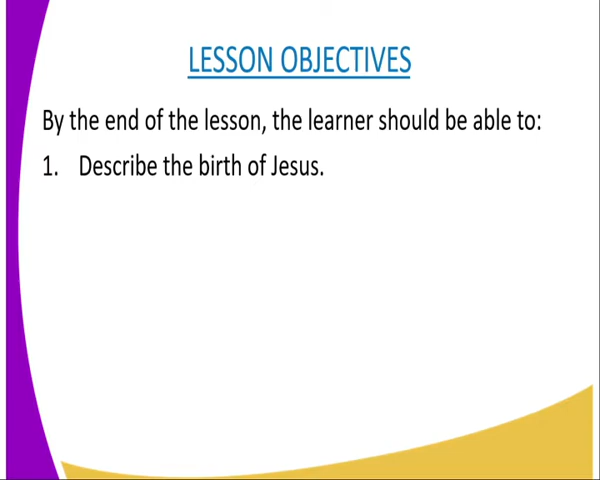 LESSON OBJECTIVES
By the end of the lesson, the learner should be able to:
1. Describe the birth of Jesus.